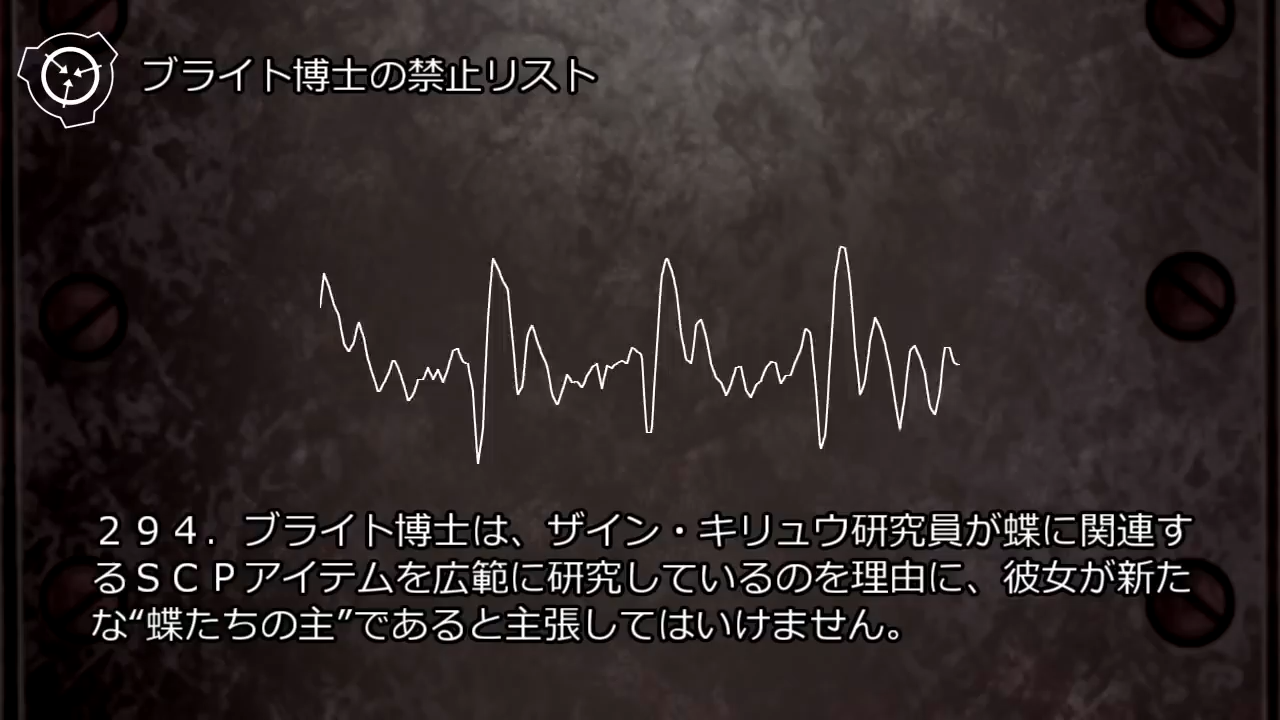 ブライト博士の禁止リスト
２９４．ブライト博士は、ザイン・キリュウ研究員が蝶に関連す
るＳＣＰアイテムを広範に研究しているのを理由に、彼女が新た
な“蝶たちの主”であると主張してはいけません。